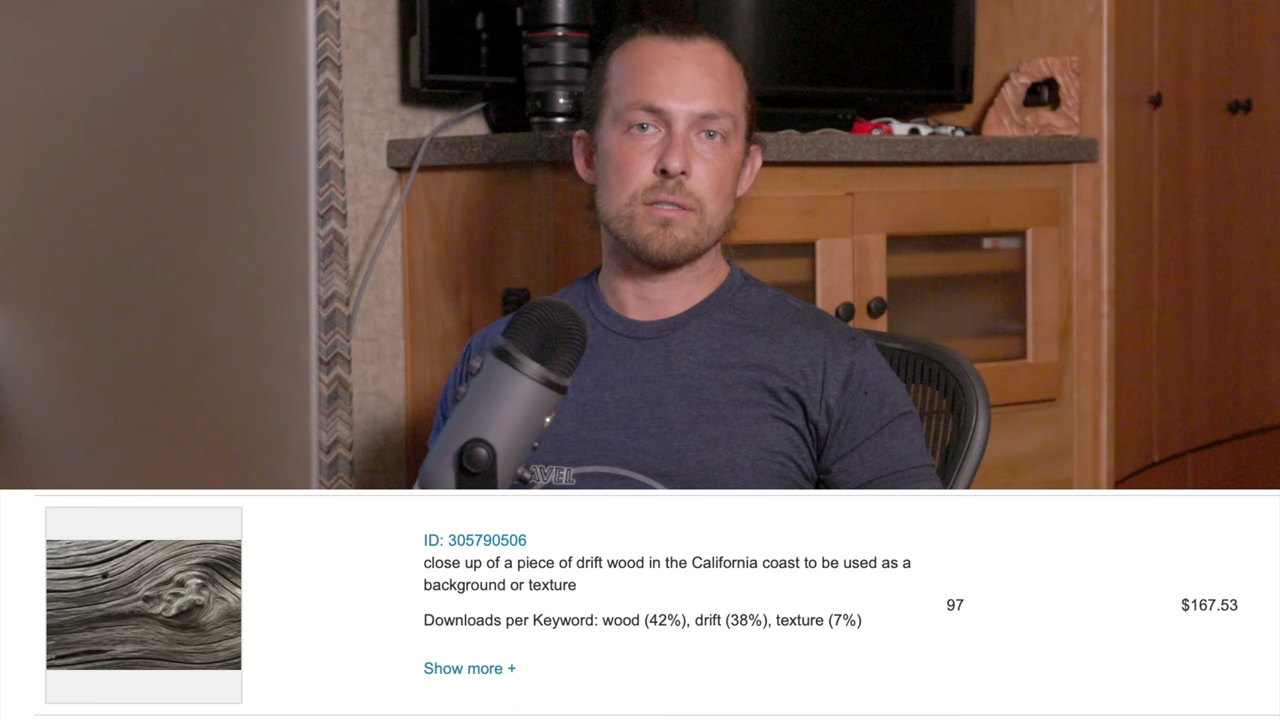 AVEL
ID: 305790506
close up of a piece of drift wood in the California coast to be used as a
background or texture
97
$167.53
Downloads per Keyword: wood (42%), drift (38%), texture (7%)
Show more +